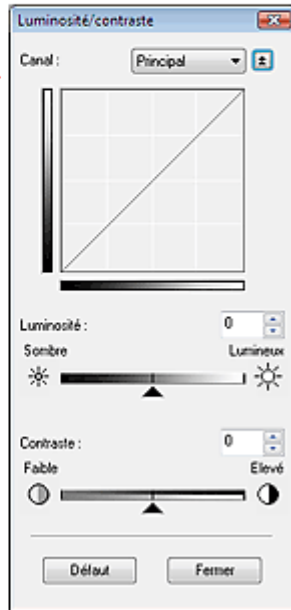 Luminosité/contraste
Canal : Principal
Luminosité : 0
Sombre Lumineux
Contraste : 0
Faible Elevé
Défaut Fermer